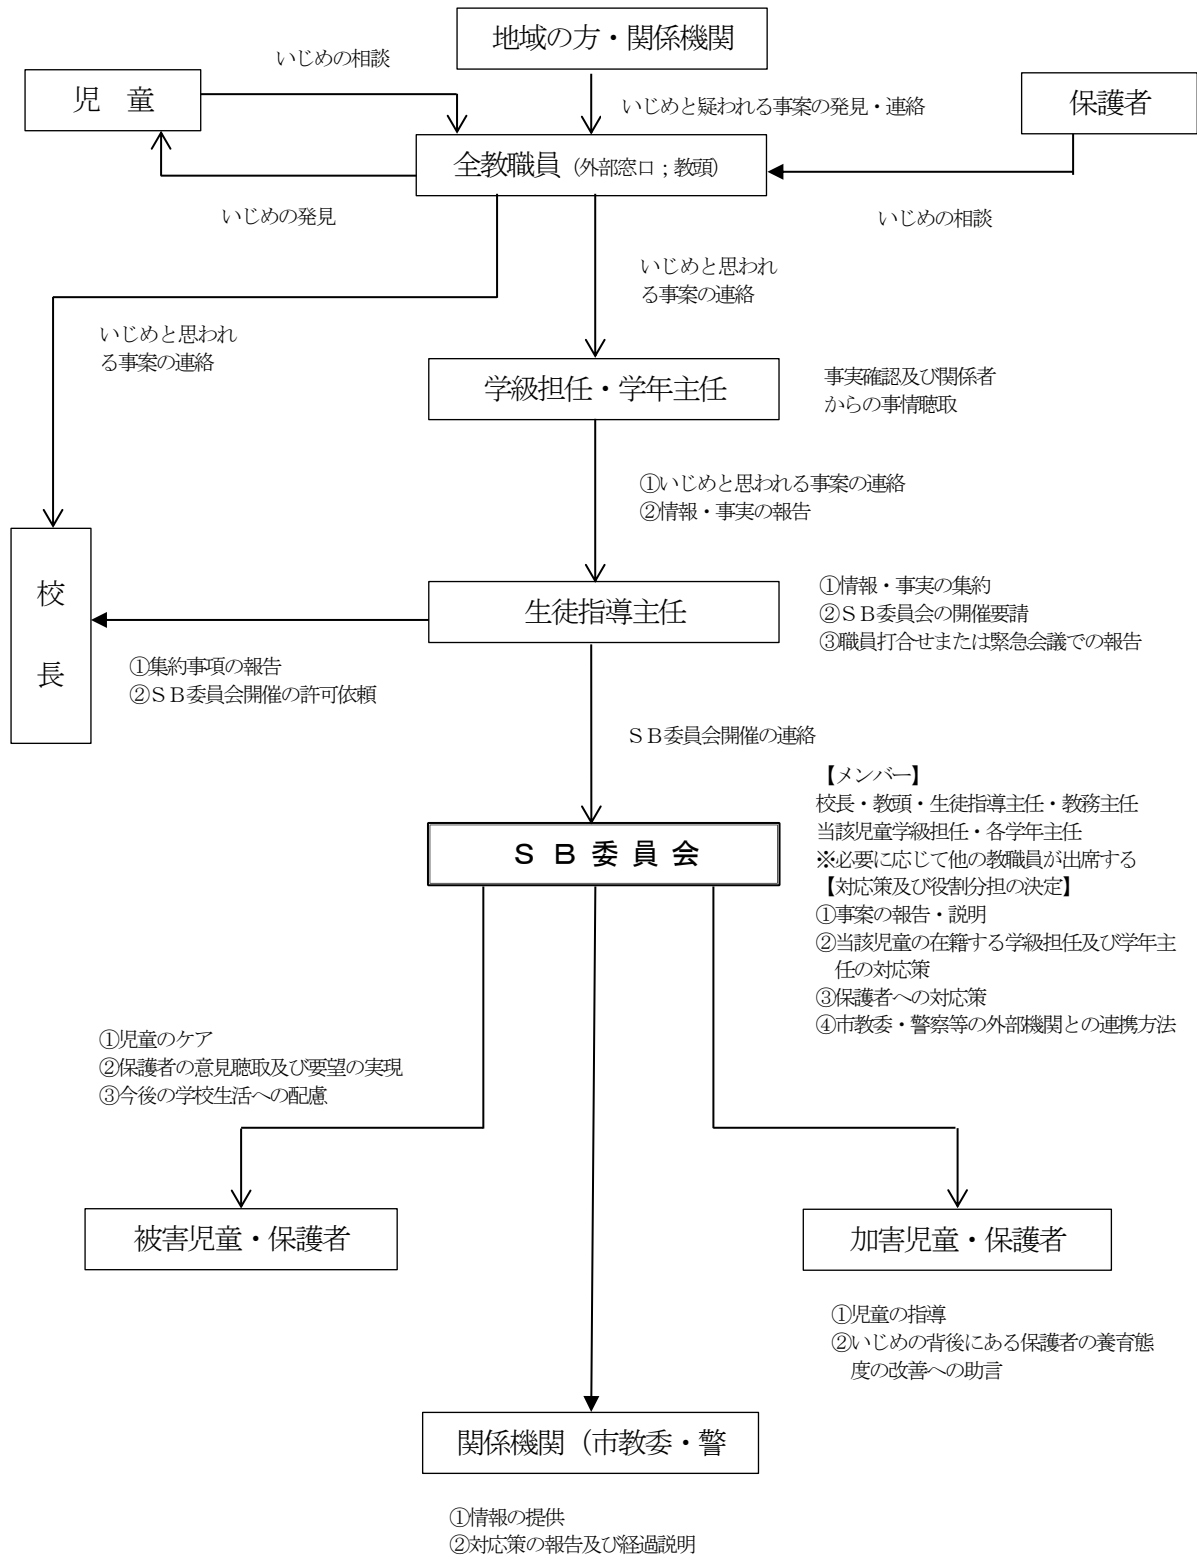 地域の方・関係機関
いじめの相談
児 童
いじめと疑われる事案の発見・連絡
保護者
全教職員（外部窓口；教頭）
いじめの発見
いじめの相談
いじめと思われ
る事案の連絡
いじめと思われ
る事案の連絡
学級担任・学年主任
事実確認及び関係者
からの事情聴取
①いじめと思われる事案の連絡
②情報・事実の報告
校
長
生徒指導主任
①情報・事実の集約
②ＳＢ委員会の開催要請
③職員打合せまたは緊急会議での報告
①集約事項の報告
②ＳＢ委員会開催の許可依頼
ＳＢ委員会開催の連絡
【メンバー】
校長・教頭・生徒指導主任・教務主任
当該児童学級担任・各学年主任
※必要に応じて他の教職員が出席する
【対応策及び役割分担の決定】
①事案の報告・説明
②当該児童の在籍する学級担任及び学年主
任の対応策
③保護者への対応策
④市教委・警察等の外部機関との連携方法
ＳＢ委員会
①児童のケア
②保護者の意見聴取及び要望の実現
③今後の学校生活への配慮
被害児童・保護者
加害児童・保護者
①児童の指導
②いじめの背後にある保護者の養育態
度の改善への助言
関係機関（市教委・警
①情報の提供
②対応策の報告及び経過説明